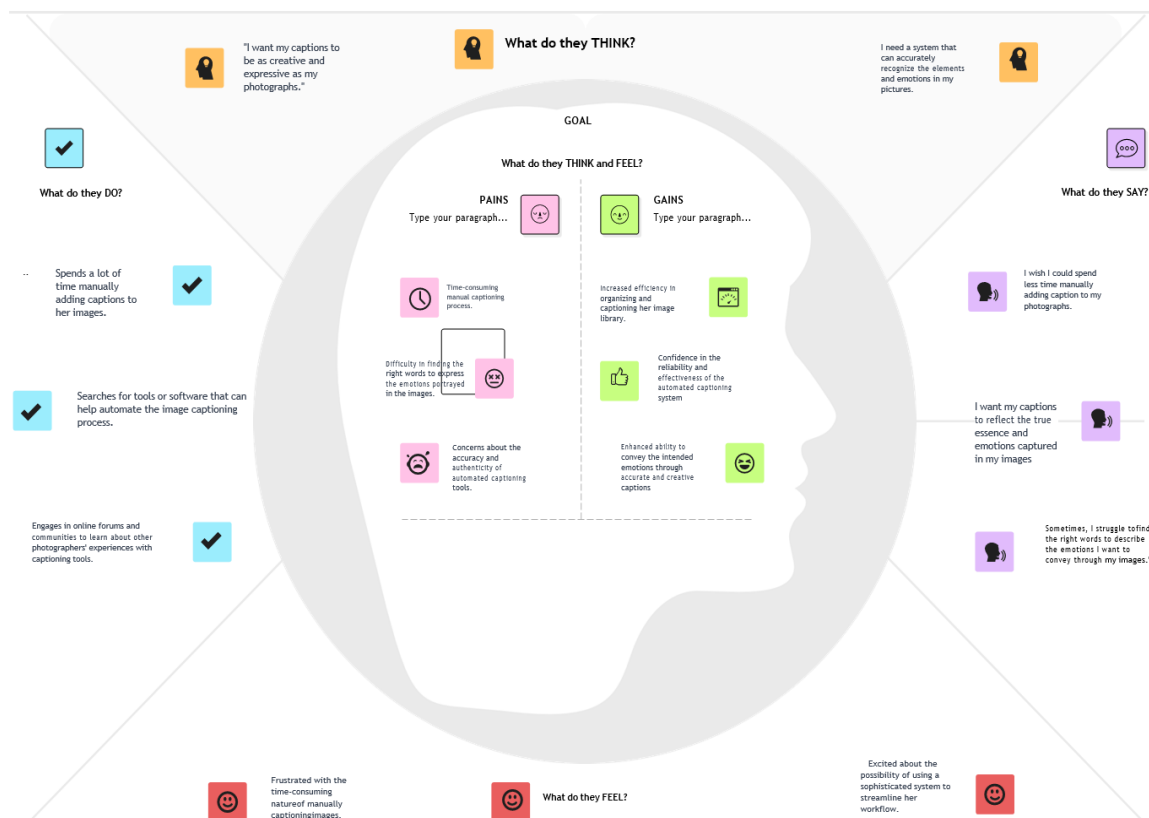 What do they THINK?
"I want my captions to
be as creative and
expressive as my
photographs."
I need a system that
can accurately
recognize the elements
and emotions in my
pictures.
GOAL
What do they THINK and FEEL?
PAINS
Type your paragraph...
GAINS
Type your paragraph...
Time-consuming
manual captioning
process.
Difficulty in finding the
right words to express
the emotions portrayed
in the images.
Concerns about the
accuracy and
authenticity of
automated captioning
tools.
Increased efficiency in
organizing and
captioning her image
library.
Confidence in the
reliability and
effectiveness of the
automated captioning
system
Enhanced ability to
convey the intended
emotions through
accurate and creative
captions
What do they DO?
..
Spends a lot of
time manually
adding captions to
her images.
Searches for tools or software that can
help automate the image captioning
process.
Engages in online forums and
communities to learn about other
photographers' experiences with
captioning tools.
What do they SAY?
I wish I could spend
less time manually
adding caption to my
photographs.
I want my captions
to reflect the true
essence and
emotions captured
in my images
Sometimes, I struggle tofind
the right words to describe
the emotions I want to
convey through my images."
Frustrated with the
time-consuming
natureof manually
captioningimages.
What do they FEEL?
Excited about the
possibility of using a
sophisticated system to
streamline her
workflow.